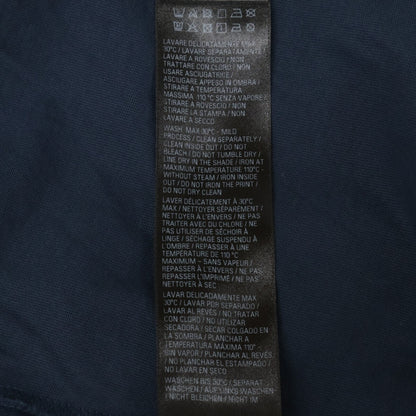 LAVARE DELICATAMENTE MAX
30°C / LAVARE SEPARATAMENTE
LAVARE A ROVESCIO / NON
TRATTARE CON CLORO / NON
USARE ASCIUGATRICE /
ASCIUGARE APPESO IN OMBRA /
STIRARE A TEMPERATURA
MASSIMA 110°C SENZA VAPORE /
STIRARE A ROVESCIO / NON
STIRARE LA STAMPA / NON
LAVARE A SECCO
WASH MAX 30°C - MILD
PROCESS / CLEAN SEPARATELY /
CLEAN INSIDE OUT / DO NOT
BLEACH / DO NOT TUMBLE DRY /
LINE DRY IN THE SHADE / IRON AT
MAXIMUM TEMPERATURE 110°C -
WITHOUT STEAM / IRON INSIDE
OUT / DO NOT IRON THE PRINT /
DO NOT DRY CLEAN
LAVER DÉLICATEMENT À 30°C
MAX / NETTOYER SÉPARÉMENT /
NETTOYER À L'ENVERS / NE PAS
TRAITER AVEC DU CHLORE / NE
PAS UTILISER DE SÉCHOIR À
LINGE / SÉCHAGE SUSPENDU À
L'OMBRE / REPASSER À UNE
TEMPÉRATURE DE 110°C
MAXIMUM - SANS VAPEUR /
REPASSER À L'ENVERS / NE PAS
REPASSER L'IMPRIMÉ / NE PAS
NETTOYER À SEC
LAVAR DELICADAMENTE MAX
30°C / LAVAR POR SEPARADO /
LAVAR AL REVÉS / NO TRATAR
CON CLORO / NO UTILIZAR
SECADORA / SECAR COLGADO EN
LA SOMBRA / PLANCHAR A
TEMPERATURA MÁXIMA 110° -
SIN VAPOR / PLANCHAR AL
REVÉS / NO PLANCHAR ESTAMPADO
NO LAVAR EN SECO
WASCHEN BIS 30°C / SEPARAT
WASCHEN / AUF LINKS WASCHEN
/ NICHT BLEICHEN / NICHT IM